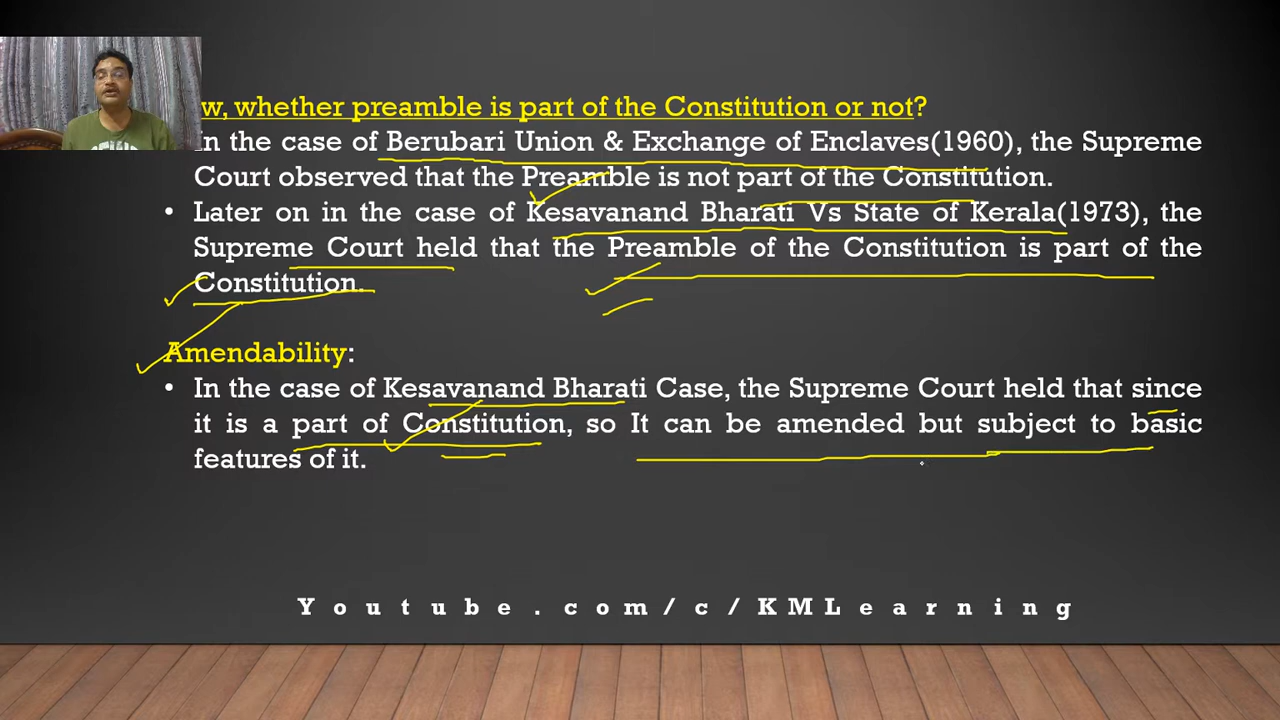 w, whether preamble is part of the Constitution or not?
In the case of Berubari Union & Exchange of Enclaves(1960), the Supreme
Court observed that the Preamble is not part of the Constitution.
• Later on in the case of Kesavanand Bharati Vs State of Kerala(1973), the
Supreme Court held that the Preamble of the Constitution is part of the
Constitution.
Amendability:
• In the case of Kesavanand Bharati Case, the Supreme Court held that since
it is a part of Constitution, so It can be amended but subject to basic
features of it.
Youtube.com/c/KMLearning